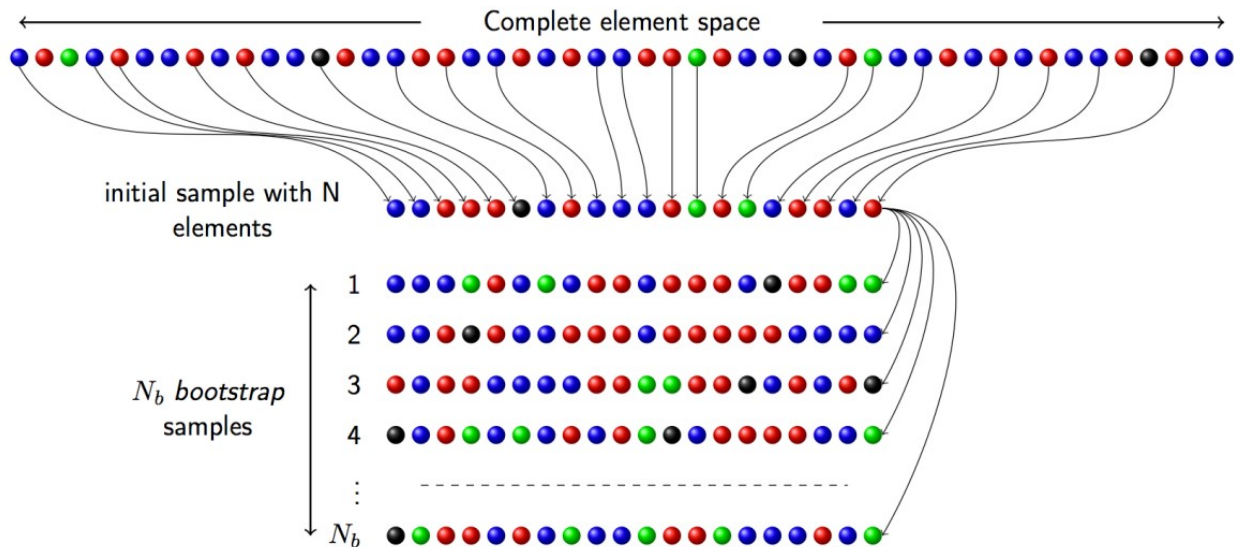 Complete element space
initial sample with N
elements
1
2
3
4
⋮
N_b
N_b bootstrap
samples